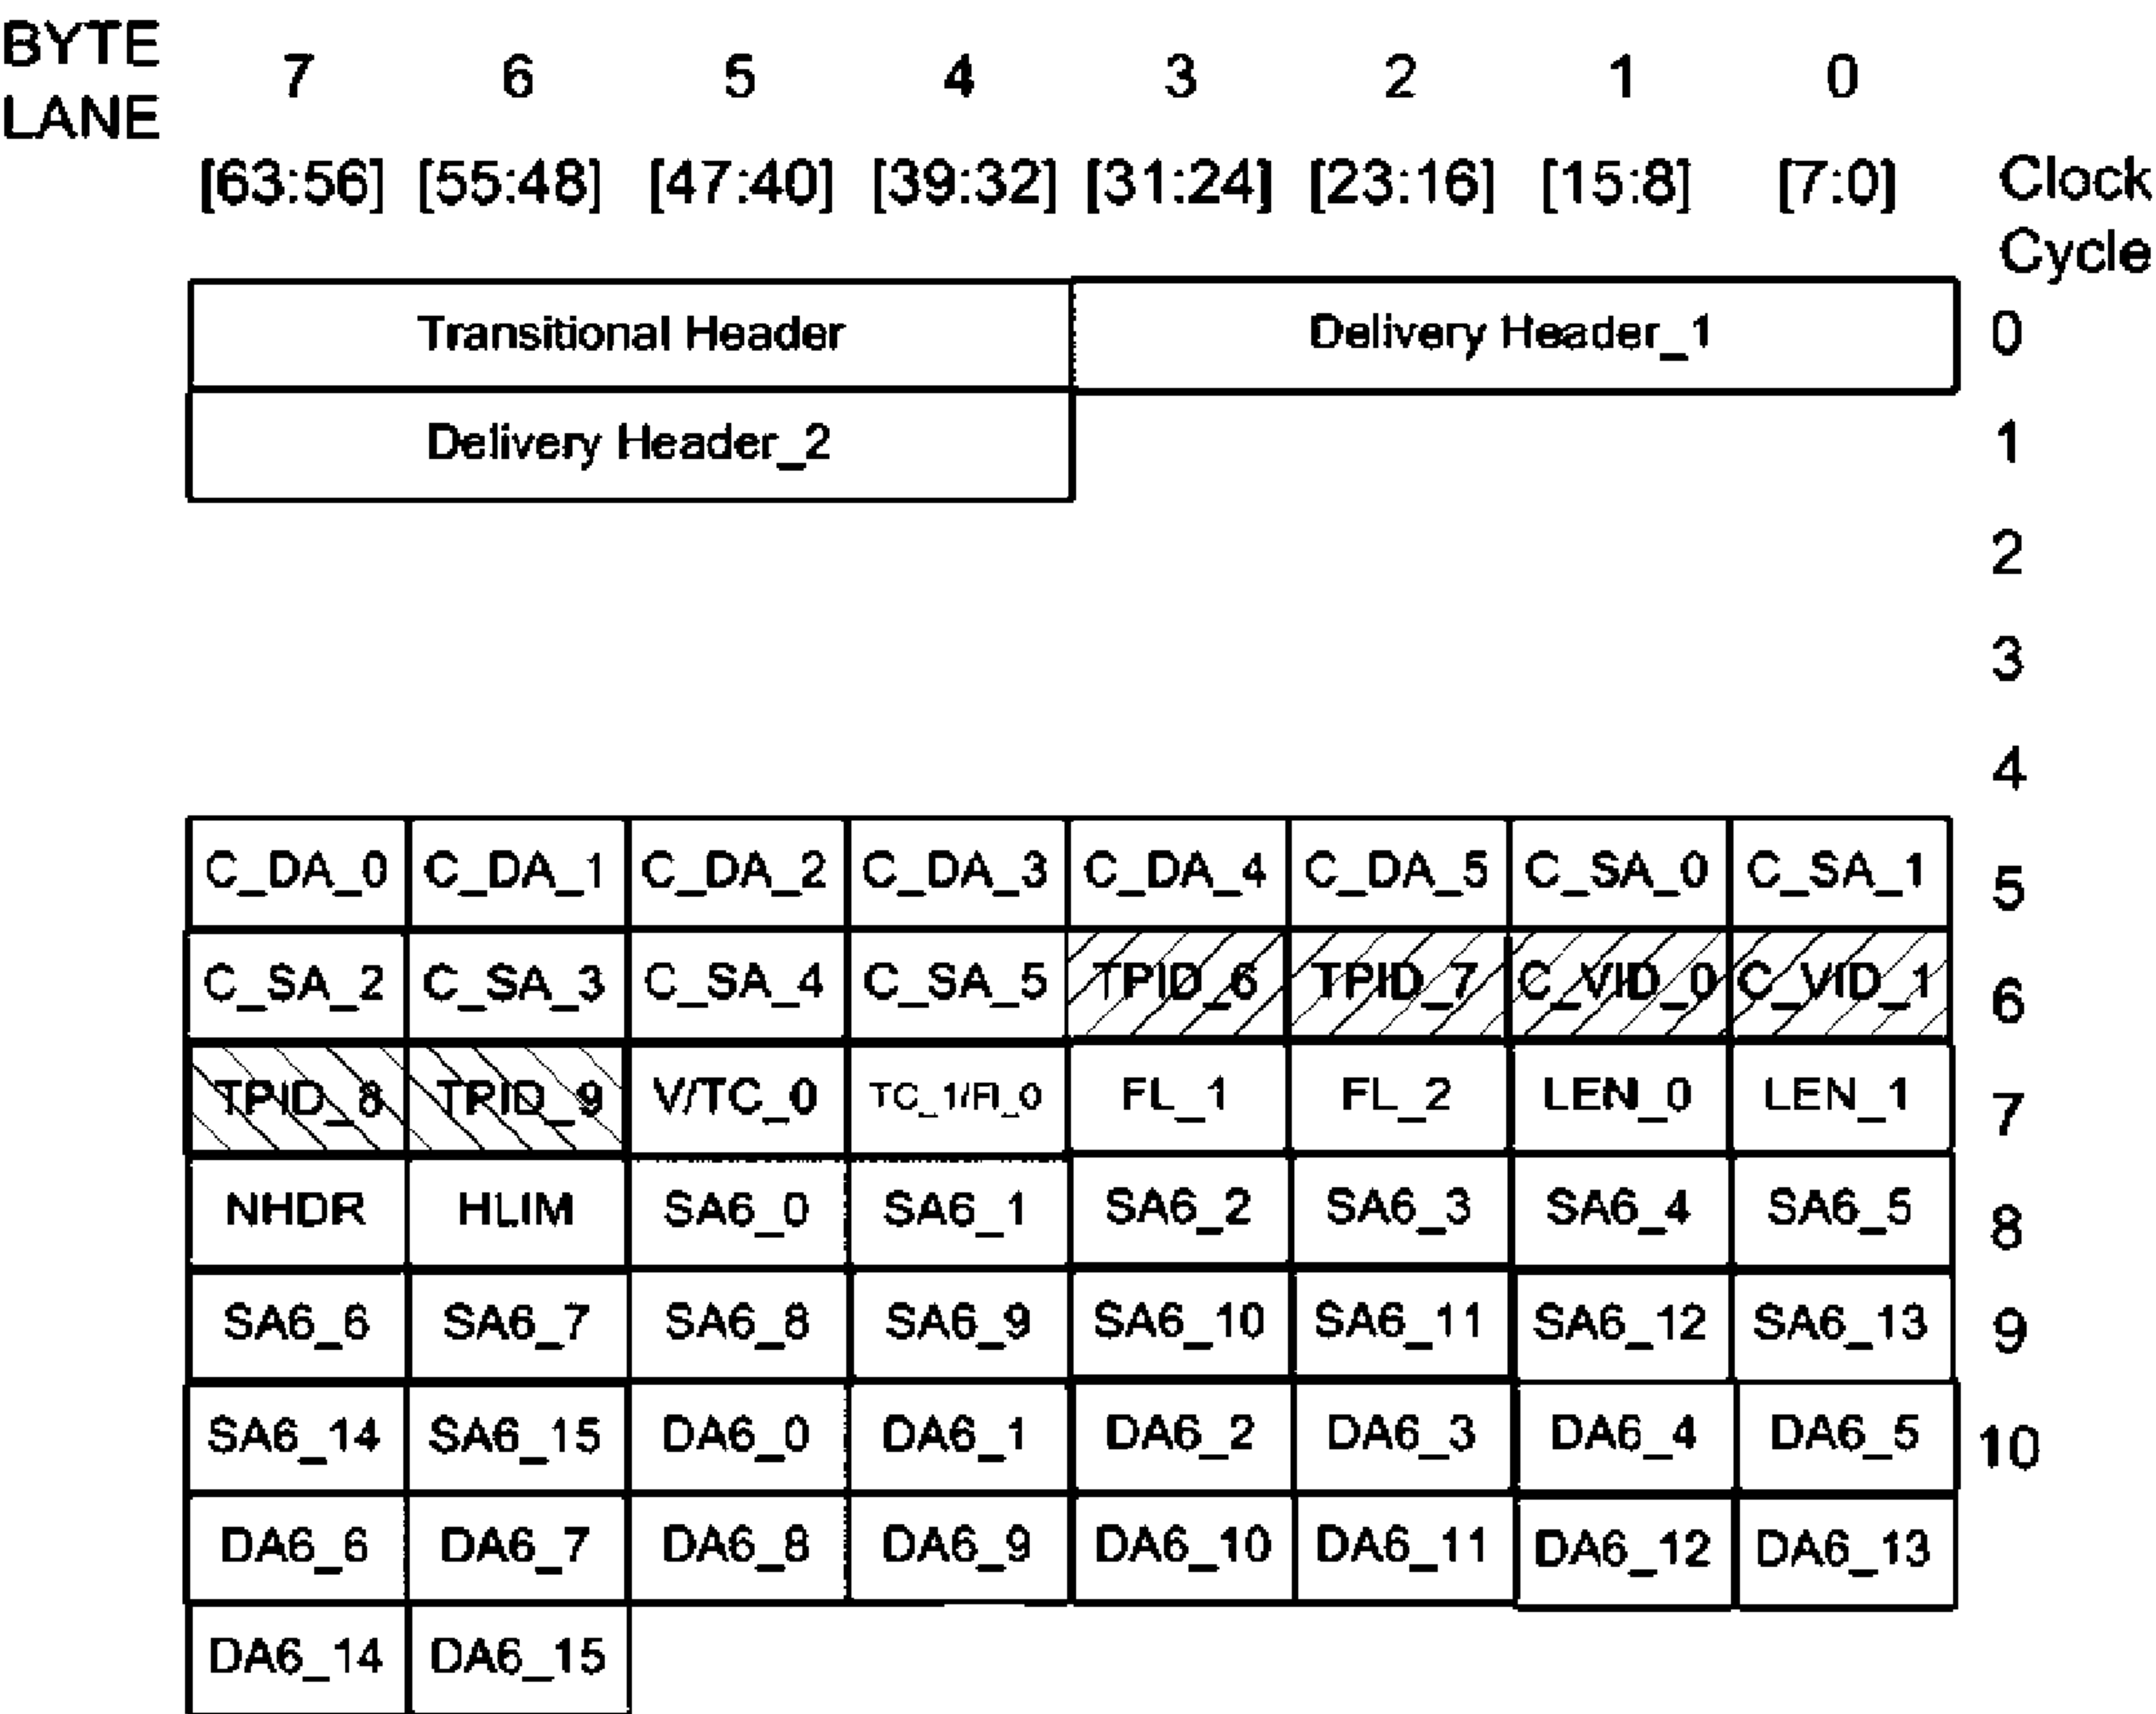 BYTE LANE 7 6 5 4 3 2 1 0
[63:56] [55:48] [47:40] [39:32] [31:24] [23:16] [15:8] [7:0] Clock Cycle
Transitional Header Delivery Header_1 0
Delivery Header_2 1
2
3
4
C_DA_0 C_DA_1 C_DA_2 C_DA_3 C_DA_4 C_DA_5 C_SA_0 C_SA_1 5
C_SA_2 C_SA_3 C_SA_4 C_SA_5 TPID_6 TPID_7 C_VID_0 C_VID_1 6
TPID_8 TPID_9 V/TC_0 TC_1/Fl_0 FL_1 FL_2 LEN_0 LEN_1 7
NHDR HLIM SA6_0 SA6_1 SA6_2 SA6_3 SA6_4 SA6_5 8
SA6_6 SA6_7 SA6_8 SA6_9 SA6_10 SA6_11 SA6_12 SA6_13 9
SA6_14 SA6_15 DA6_0 DA6_1 DA6_2 DA6_3 DA6_4 DA6_5 10
DA6_6 DA6_7 DA6_8 DA6_9 DA6_10 DA6_11 DA6_12 DA6_13
DA6_14 DA6_15